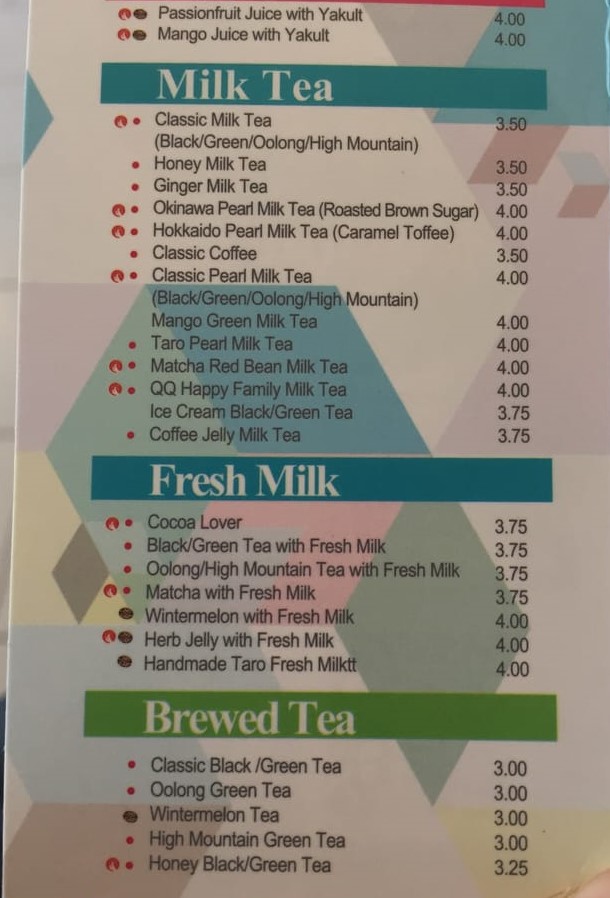 Passionfruit Juice with Yakult 4.00
Mango Juice with Yakult 4.00
Milk Tea
Classic Milk Tea 3.50
(Black/Green/Oolong/High Mountain)
Honey Milk Tea 3.50
Ginger Milk Tea 3.50
Okinawa Pearl Milk Tea (Roasted Brown Sugar) 4.00
Hokkaido Pearl Milk Tea (Caramel Toffee) 4.00
Classic Coffee 3.50
Classic Pearl Milk Tea 4.00
(Black/Green/Oolong/High Mountain)
Mango Green Milk Tea 4.00
Taro Pearl Milk Tea 4.00
Matcha Red Bean Milk Tea 4.00
QQ Happy Family Milk Tea 4.00
Ice Cream Black/Green Tea 3.75
Coffee Jelly Milk Tea 3.75
Fresh Milk
Cocoa Lover 3.75
Black/Green Tea with Fresh Milk 3.75
Oolong/High Mountain Tea with Fresh Milk 3.75
Matcha with Fresh Milk 3.75
Wintermelon with Fresh Milk 4.00
Herb Jelly with Fresh Milk 4.00
Handmade Taro Fresh Milktt 4.00
Brewed Tea
Classic Black /Green Tea 3.00
Oolong Green Tea 3.00
Wintermelon Tea 3.00
High Mountain Green Tea 3.00
Honey Black/Green Tea 3.25